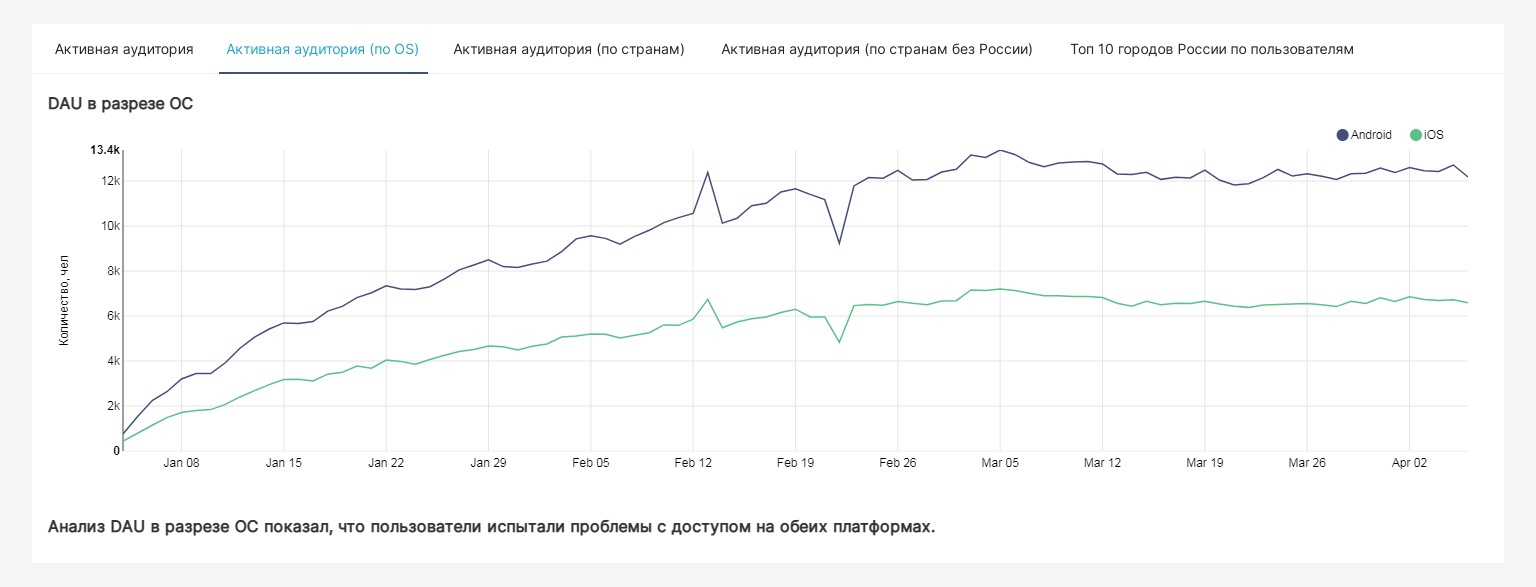 Активная аудитория Активная аудитория (по OS) Активная аудитория (по странам) Активная аудитория (по странам без России) Топ 10 городов России по пользователям
DAU в разрезе ОС
Android iOS
13.4k
12k
10k
8k
6k
4k
2k
0
Количество, чел
Jan 08 Jan 15 Jan 22 Jan 29 Feb 05 Feb 12 Feb 19 Feb 26 Mar 05 Mar 12 Mar 19 Mar 26 Apr 02
Анализ DAU в разрезе ОС показал, что пользователи испытали проблемы с доступом на обеих платформах.